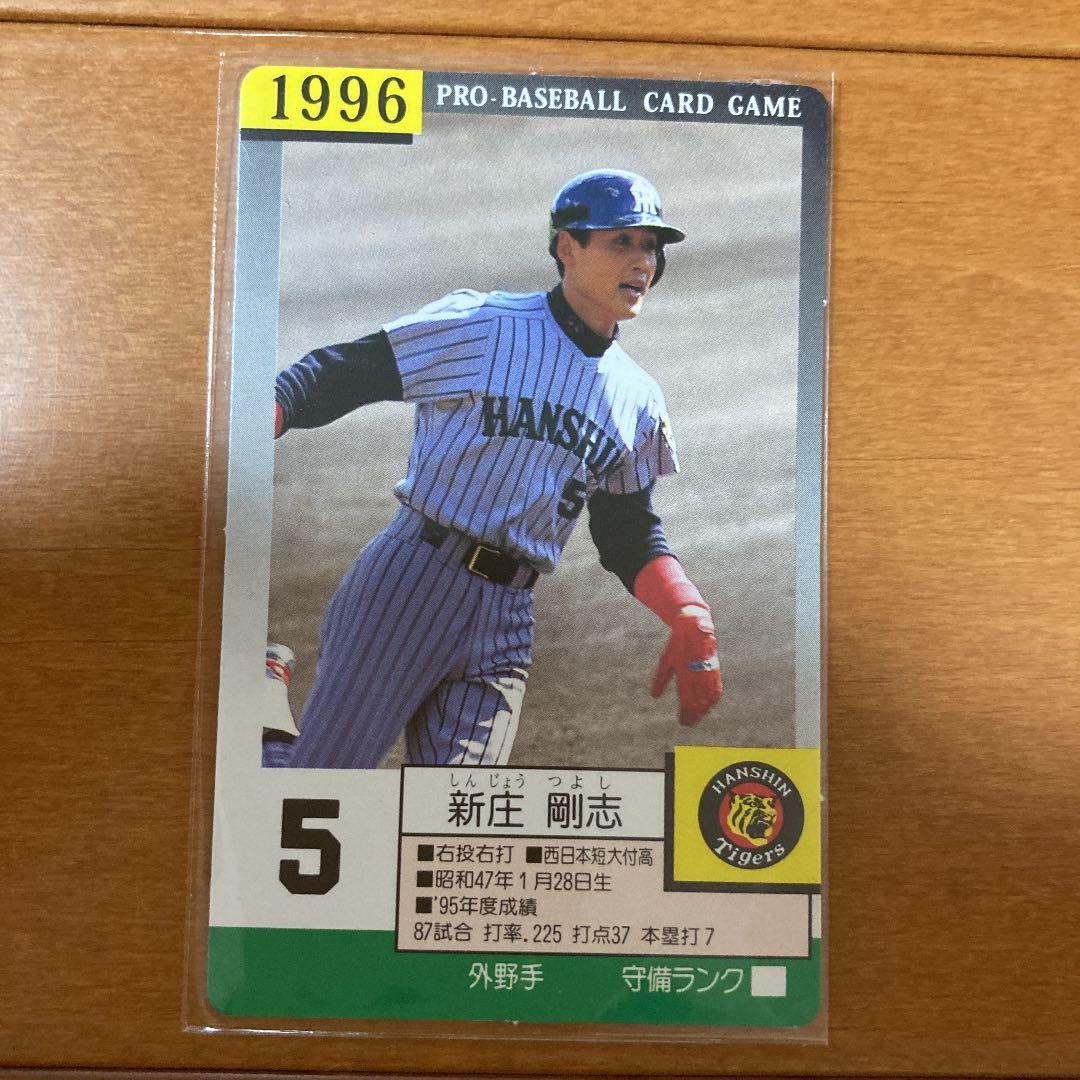 1996
PRO-BASEBALL CARD GAME
HANSHIN
5
しんじょう つよし
新庄 剛志
HANSHIN
Tigers
5
■右投右打 ■西日本短大付高
■昭和47年1月28日生
■'95年度成績
87試合 打率.225 打点37 本塁打7
外野手 守備ランク